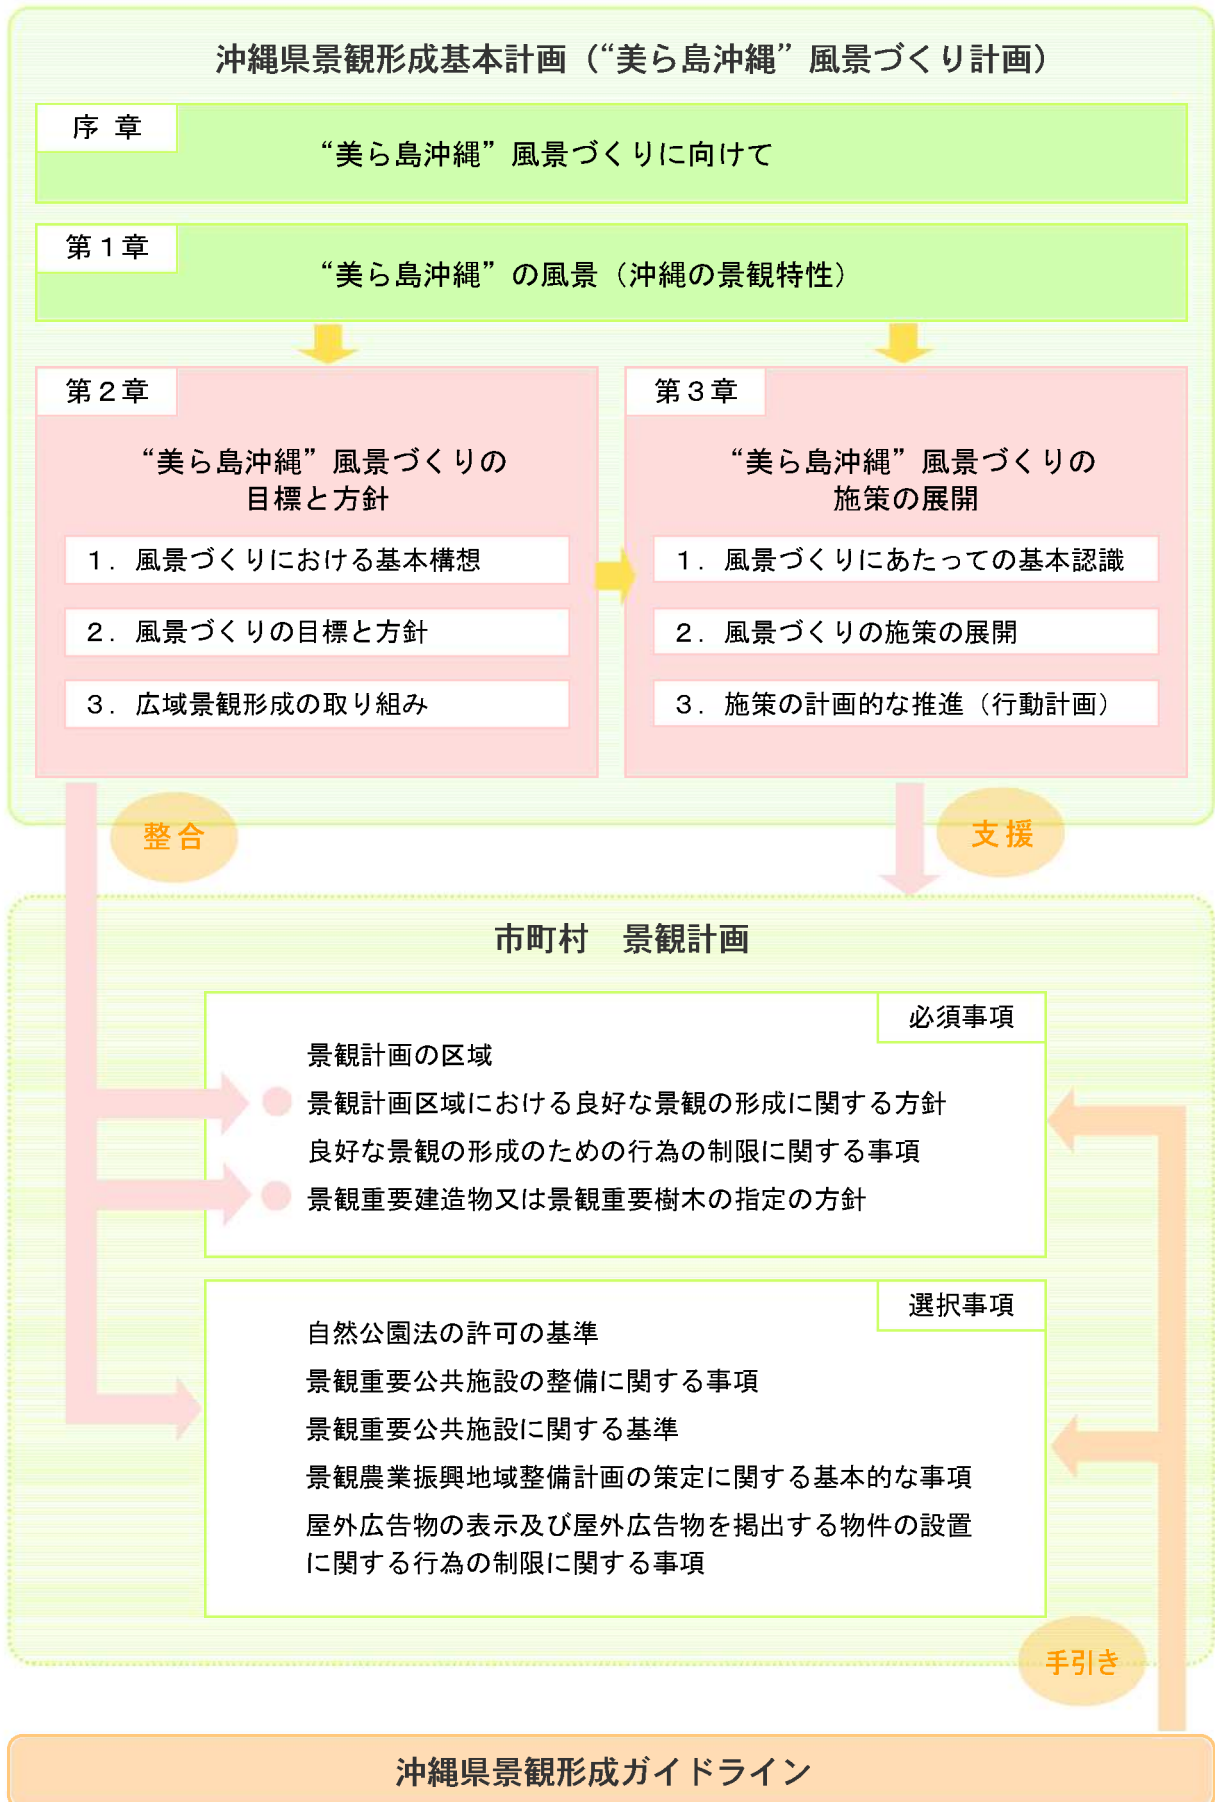 沖縄県景観形成基本計画（“美ら島沖縄”風景づくり計画）
序 章
“美ら島沖縄”風景づくりに向けて
第１章
“美ら島沖縄”の風景（沖縄の景観特性）
第２章
“美ら島沖縄”風景づくりの
目標と方針
１．風景づくりにおける基本構想
２．風景づくりの目標と方針
３．広域景観形成の取り組み
第３章
“美ら島沖縄”風景づくりの
施策の展開
１．風景づくりにあたっての基本認識
２．風景づくりの施策の展開
３．施策の計画的な推進（行動計画）
整合
支援
市町村　景観計画
必須事項
景観計画の区域
景観計画区域における良好な景観の形成に関する方針
良好な景観の形成のための行為の制限に関する事項
景観重要建造物又は景観重要樹木の指定の方針
選択事項
自然公園法の許可の基準
景観重要公共施設の整備に関する事項
景観重要公共施設に関する基準
景観農業振興地域整備計画の策定に関する基本的な事項
屋外広告物の表示及び屋外広告物を掲出する物件の設置
に関する行為の制限に関する事項
手引き
沖縄県景観形成ガイドライン